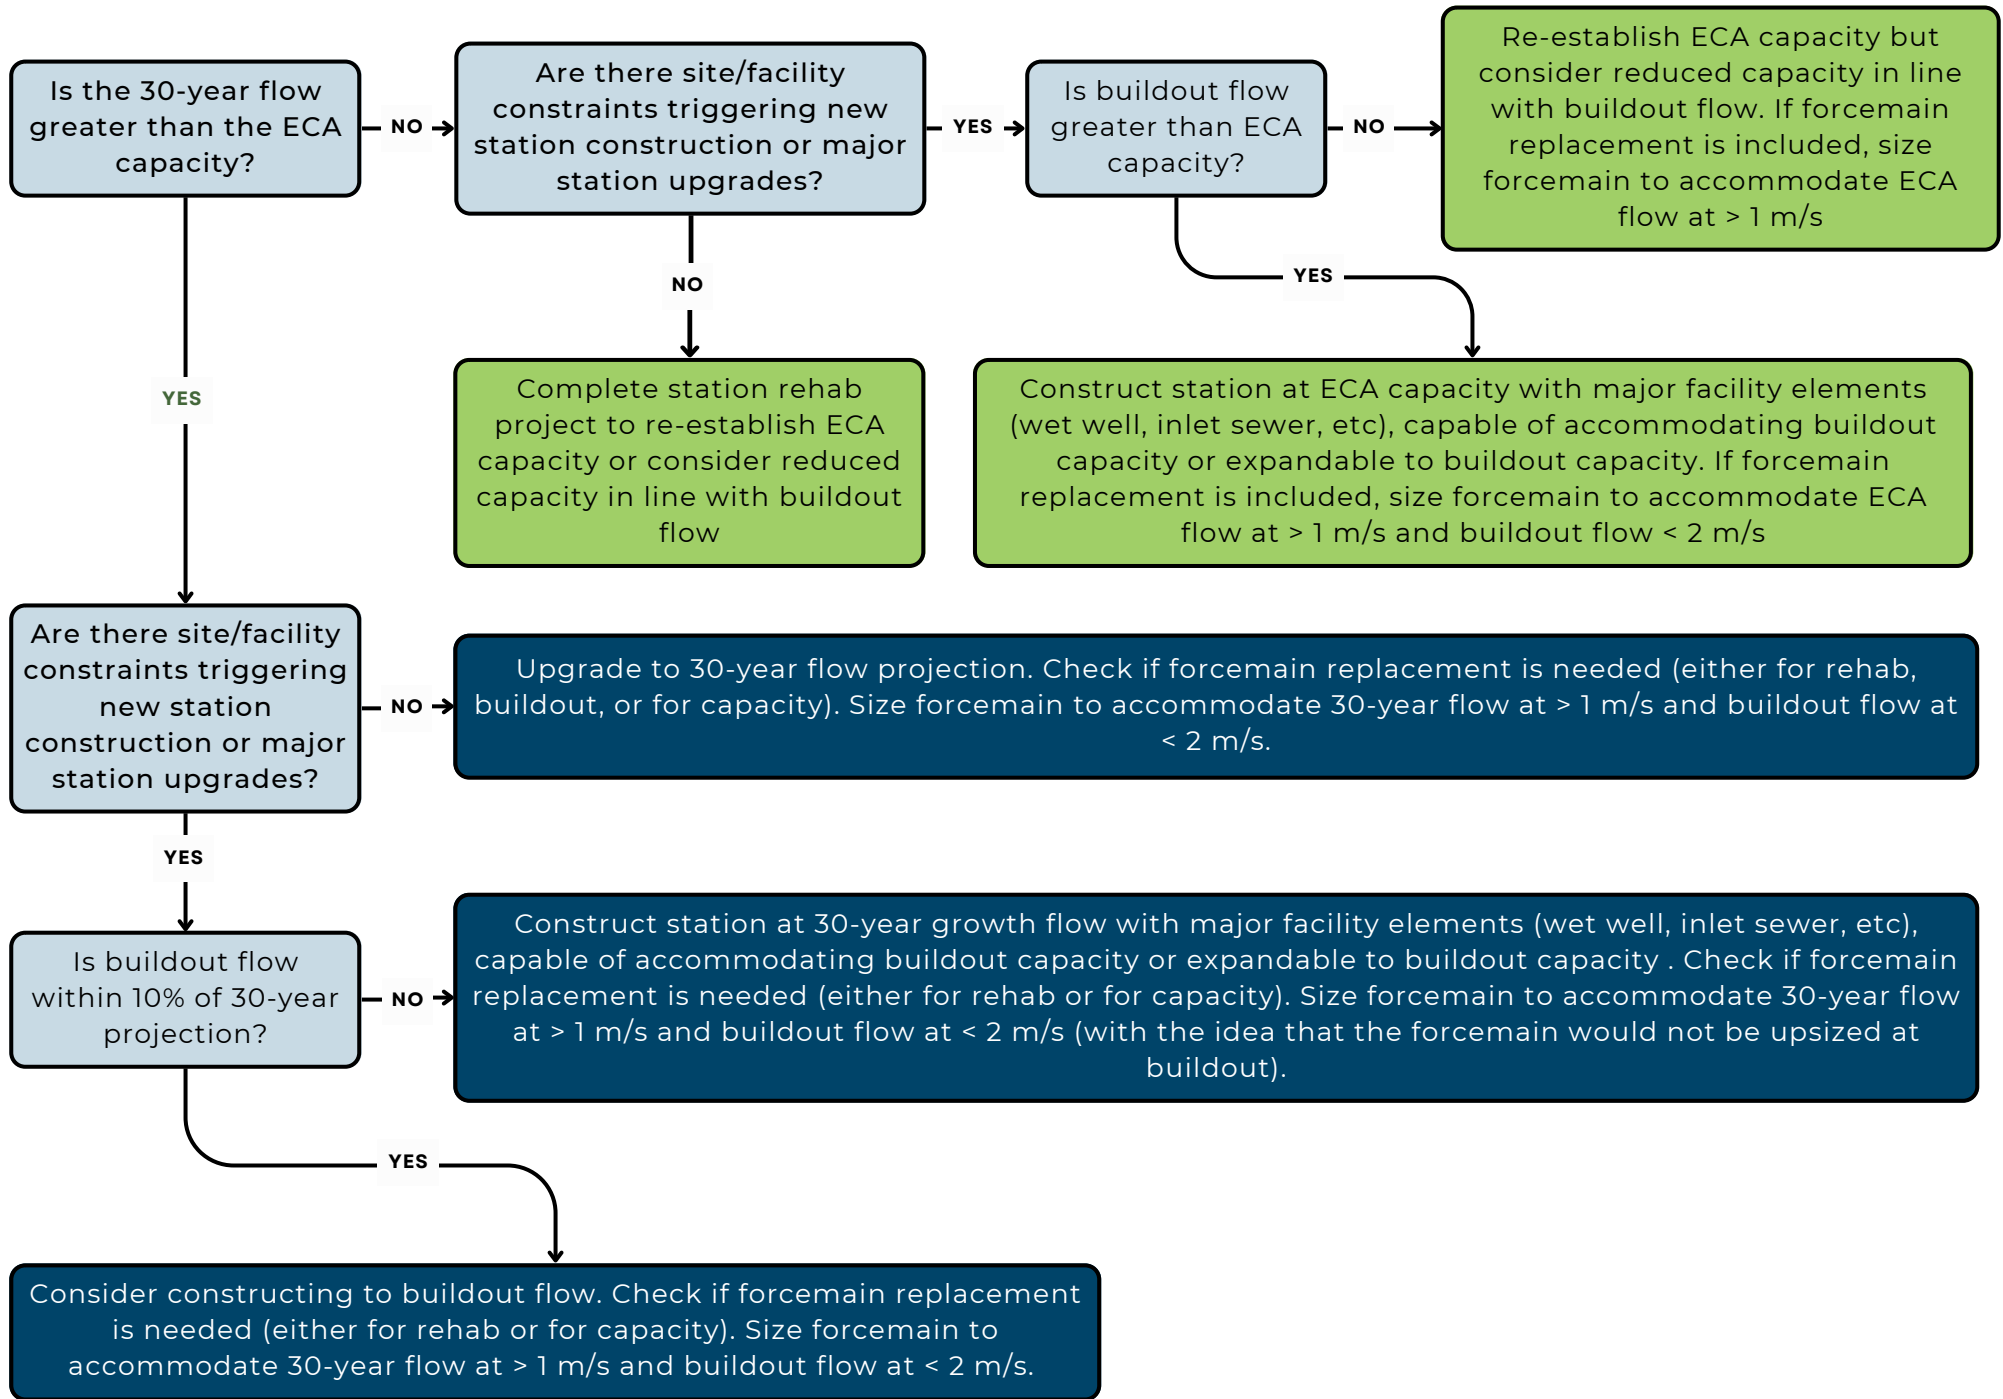 Is the 30-year flow
greater than the ECA
capacity?
NO
Are there site/facility
constraints triggering new
station construction or major
station upgrades?
YES
Is buildout flow
greater than ECA
capacity?
NO
Re-establish ECA capacity but
consider reduced capacity in line
with buildout flow. If forcemain
replacement is included, size
forcemain to accommodate ECA
flow at > 1 m/s
NO
YES
YES
Complete station rehab
project to re-establish ECA
capacity or consider reduced
capacity in line with buildout
flow
Construct station at ECA capacity with major facility elements
(wet well, inlet sewer, etc), capable of accommodating buildout
capacity or expandable to buildout capacity. If forcemain
replacement is included, size forcemain to accommodate ECA
flow at > 1 m/s and buildout flow < 2 m/s
Are there site/facility
constraints triggering
new station
construction or major
station upgrades?
NO
Upgrade to 30-year flow projection. Check if forcemain replacement is needed (either for rehab,
buildout, or for capacity). Size forcemain to accommodate 30-year flow at > 1 m/s and buildout flow at
< 2 m/s.
YES
Is buildout flow
within 10% of 30-year
projection?
NO
Construct station at 30-year growth flow with major facility elements (wet well, inlet sewer, etc),
capable of accommodating buildout capacity or expandable to buildout capacity . Check if forcemain
replacement is needed (either for rehab or for capacity). Size forcemain to accommodate 30-year flow
at > 1 m/s and buildout flow at < 2 m/s (with the idea that the forcemain would not be upsized at
buildout).
YES
Consider constructing to buildout flow. Check if forcemain replacement
is needed (either for rehab or for capacity). Size forcemain to
accommodate 30-year flow at > 1 m/s and buildout flow at < 2 m/s.